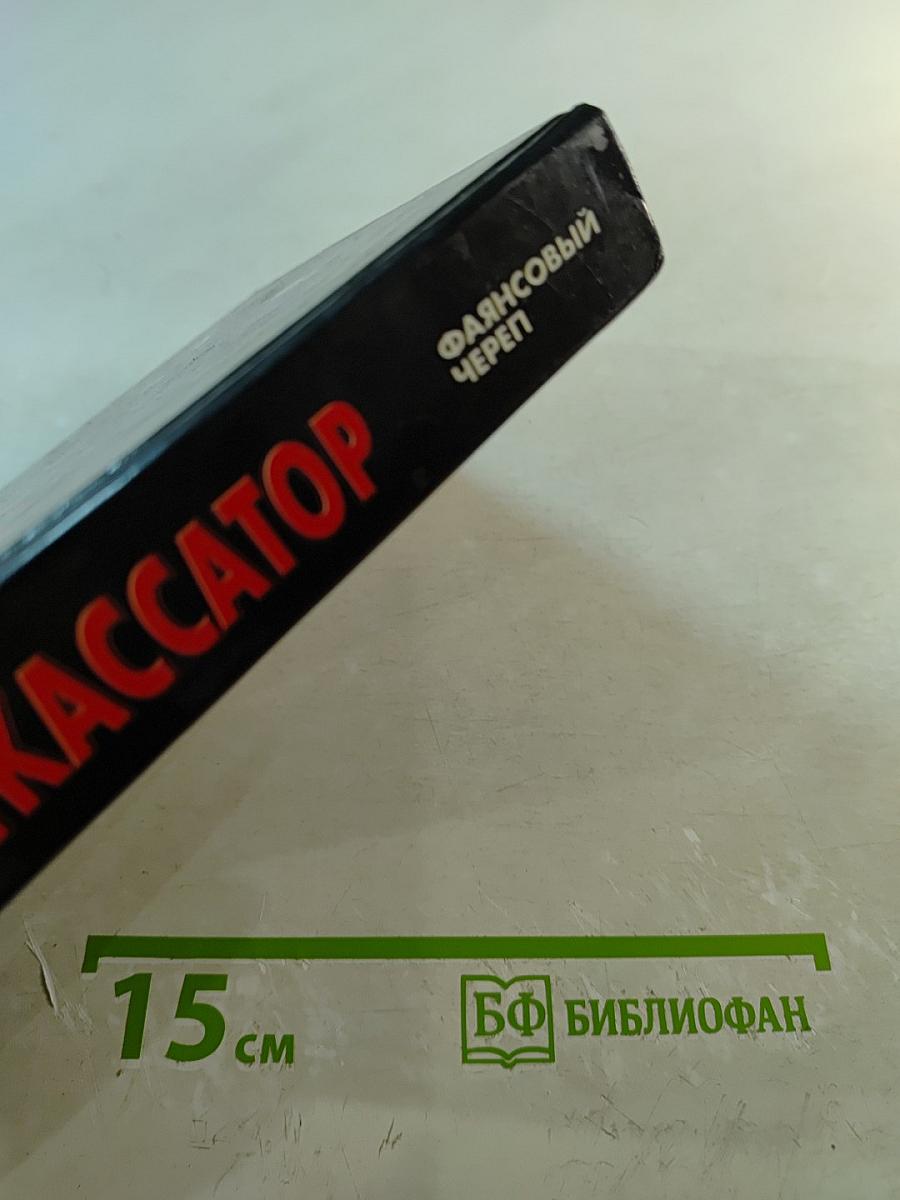 ФАЯНСОВЫЙ
ЧЕРЕП
КАССАТОР
15 см
БФ БИБЛИОФАН